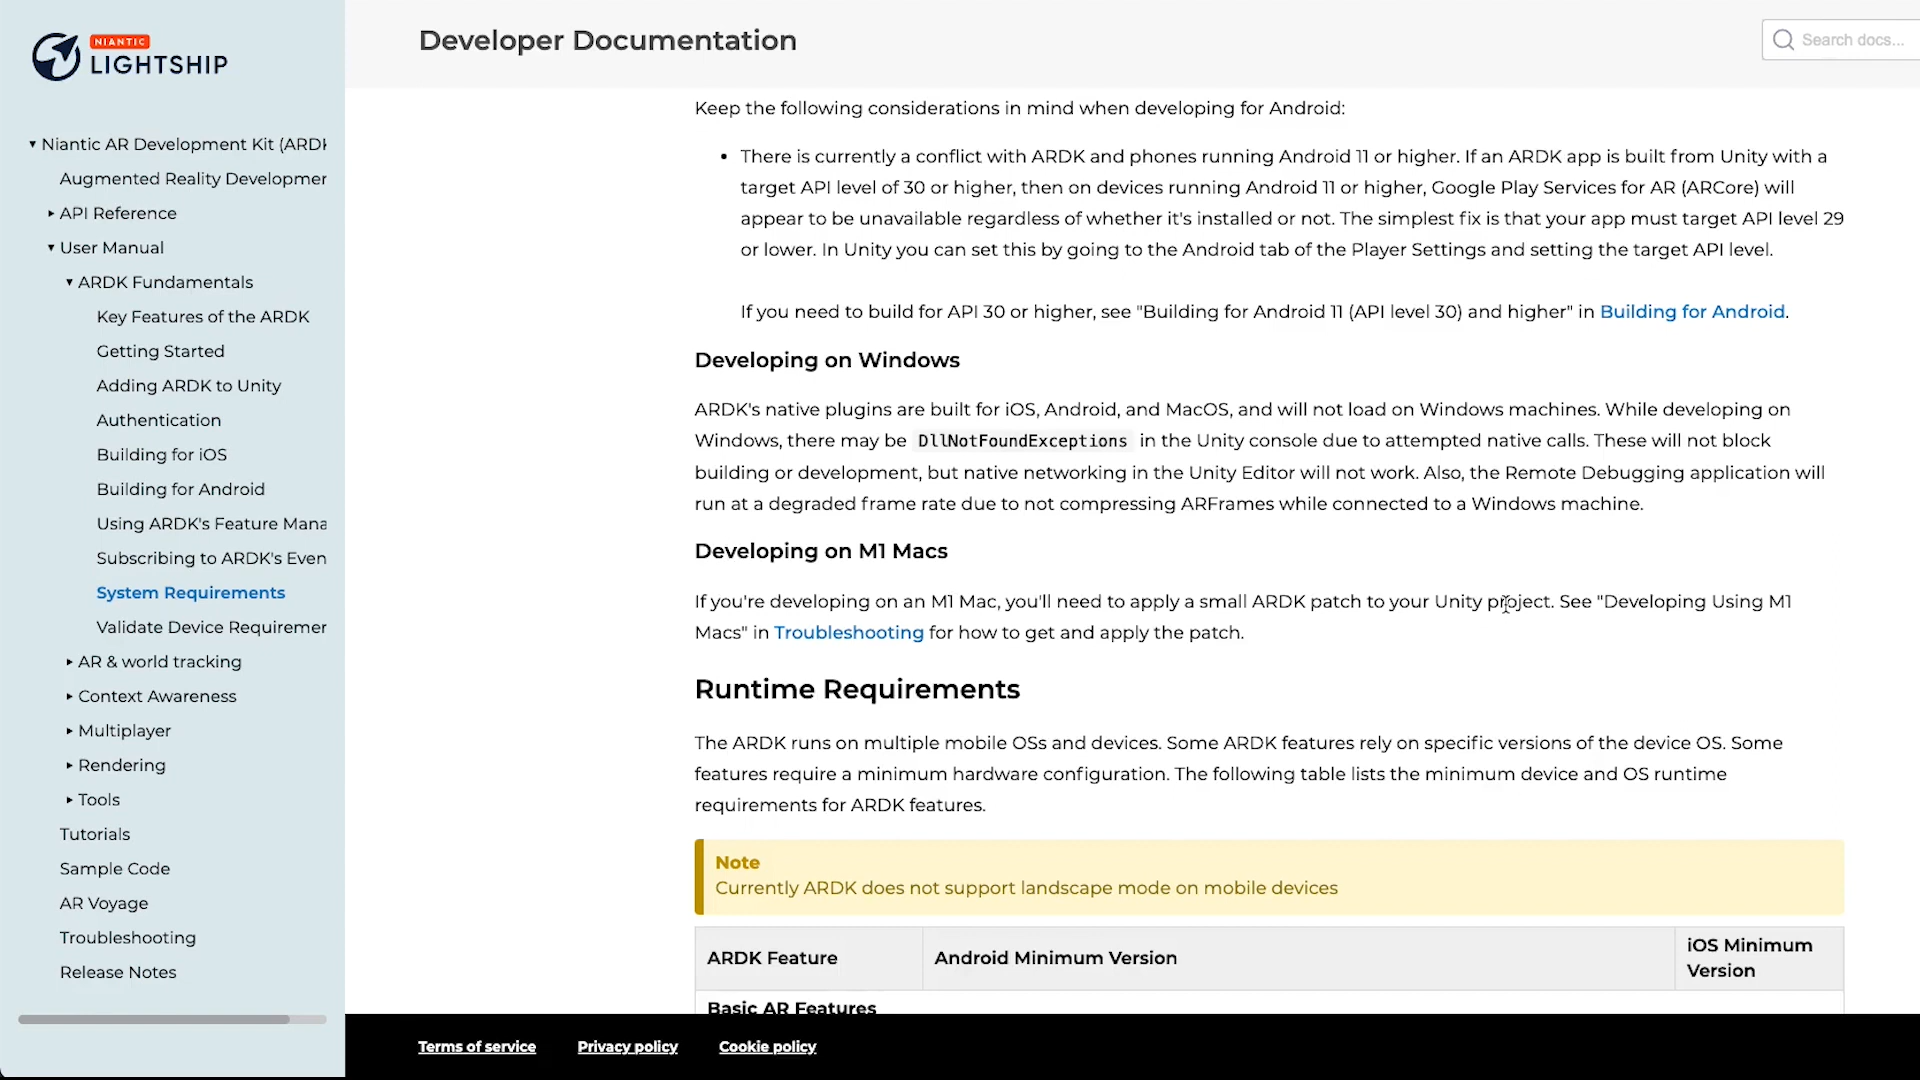 NIANTIC
LIGHTSHIP
Developer Documentation
Search docs...
▾ Niantic AR Development Kit (ARDK
Augmented Reality Developmer
▸ API Reference
▾ User Manual
▾ ARDK Fundamentals
Key Features of the ARDK
Getting Started
Adding ARDK to Unity
Authentication
Building for iOS
Building for Android
Using ARDK's Feature Mana
Subscribing to ARDK's Even
System Requirements
Validate Device Requiremer
▸ AR & world tracking
▸ Context Awareness
▸ Multiplayer
▸ Rendering
▸ Tools
Tutorials
Sample Code
AR Voyage
Troubleshooting
Release Notes
Keep the following considerations in mind when developing for Android:
• There is currently a conflict with ARDK and phones running Android 11 or higher. If an ARDK app is built from Unity with a
target API level of 30 or higher, then on devices running Android 11 or higher, Google Play Services for AR (ARCore) will
appear to be unavailable regardless of whether it's installed or not. The simplest fix is that your app must target API level 29
or lower. In Unity you can set this by going to the Android tab of the Player Settings and setting the target API level.
If you need to build for API 30 or higher, see "Building for Android 11 (API level 30) and higher" in Building for Android.
Developing on Windows
ARDK's native plugins are built for iOS, Android, and MacOS, and will not load on Windows machines. While developing on
Windows, there may be DllNotFoundExceptions in the Unity console due to attempted native calls. These will not block
building or development, but native networking in the Unity Editor will not work. Also, the Remote Debugging application will
run at a degraded frame rate due to not compressing ARFrames while connected to a Windows machine.
Developing on M1 Macs
If you're developing on an M1 Mac, you'll need to apply a small ARDK patch to your Unity project. See "Developing Using M1
Macs" in Troubleshooting for how to get and apply the patch.
Runtime Requirements
The ARDK runs on multiple mobile OSs and devices. Some ARDK features rely on specific versions of the device OS. Some
features require a minimum hardware configuration. The following table lists the minimum device and OS runtime
requirements for ARDK features.
Note
Currently ARDK does not support landscape mode on mobile devices
ARDK Feature
Android Minimum Version
iOS Minimum
Version
Basic AR Features
Terms of service
Privacy policy
Cookie policy